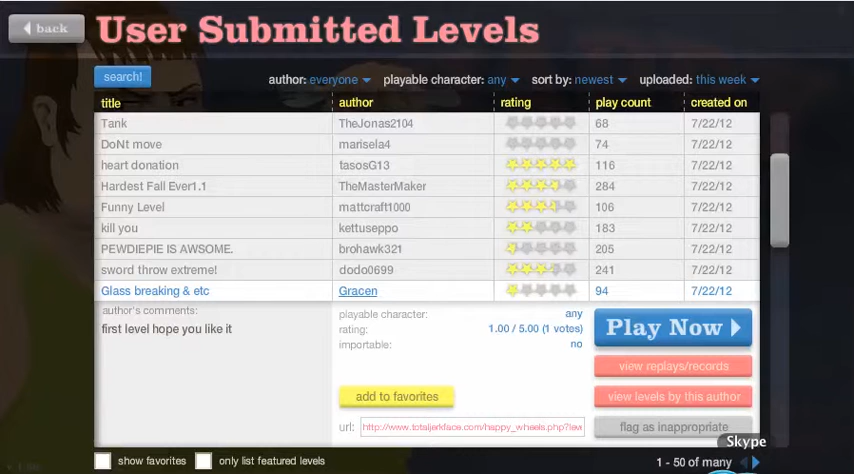 back
User Submitted Levels
search!
author: everyone playable character: any sort by: newest uploaded: this week
title author rating play count created on
Tank TheJonas2104 68 7/22/12
DoNt move marisela4 74 7/22/12
heart donation tasosG13 116 7/22/12
Hardest Fall Ever1.1 TheMasterMaker 284 7/22/12
Funny Level mattcraft1000 106 7/22/12
kill you kettuseppo 183 7/22/12
PEWDIEPIE IS AWSOME. brohawk321 205 7/22/12
sword throw extreme! dodo0699 241 7/22/12
Glass breaking & etc Gracen 94 7/22/12
author's comments:
first level hope you like it
playable character: any
rating: 1.00 / 5.00 (1 votes)
importable: no
Play Now
view replays/records
add to favorites
view levels by this author
url: http://www.totaljerkface.com/happy_wheels.php?leve
flag as inappropriate
Skype
show favorites only list featured levels
1 - 50 of many